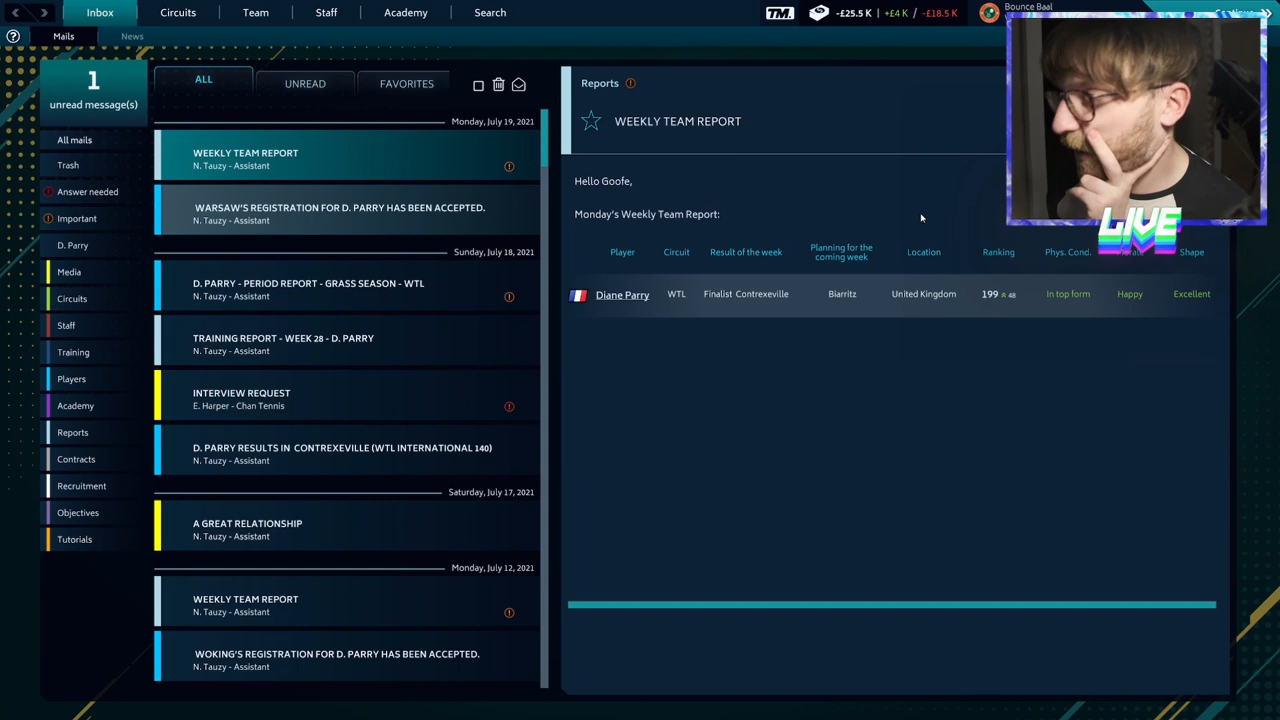 Inbox
Circuits
Team
Staff
Academy
Search
TM.
-£25.5 K | +£4 K / -£18.5 K
Bounce Baal
Mails
News
1
unread message(s)
All mails
Trash
Answer needed
Important
D. Parry
Media
Circuits
Staff
Training
Players
Academy
Reports
Contracts
Recruitment
Objectives
Tutorials
ALL
UNREAD
FAVORITES
Monday, July 19, 2021
WEEKLY TEAM REPORT
N. Tauzy - Assistant
WARSAW'S REGISTRATION FOR D. PARRY HAS BEEN ACCEPTED.
N. Tauzy - Assistant
Sunday, July 18, 2021
D. PARRY - PERIOD REPORT - GRASS SEASON - WTL
N. Tauzy - Assistant
TRAINING REPORT - WEEK 28 - D. PARRY
N. Tauzy - Assistant
INTERVIEW REQUEST
E. Harper - Chan Tennis
D. PARRY RESULTS IN CONTREXEVILLE (WTL INTERNATIONAL 140)
N. Tauzy - Assistant
Saturday, July 17, 2021
A GREAT RELATIONSHIP
N. Tauzy - Assistant
Monday, July 12, 2021
WEEKLY TEAM REPORT
N. Tauzy - Assistant
WOKING'S REGISTRATION FOR D. PARRY HAS BEEN ACCEPTED.
N. Tauzy - Assistant
Reports
WEEKLY TEAM REPORT
Hello Goofe,
Monday's Weekly Team Report:
Player
Circuit
Result of the week
Planning for the
coming week
Location
Ranking
Phys. Cond.
Shape
Diane Parry
WTL
Finalist Contrexeville
Biarritz
United Kingdom
199 48
In top form
Happy
Excellent
LIVE